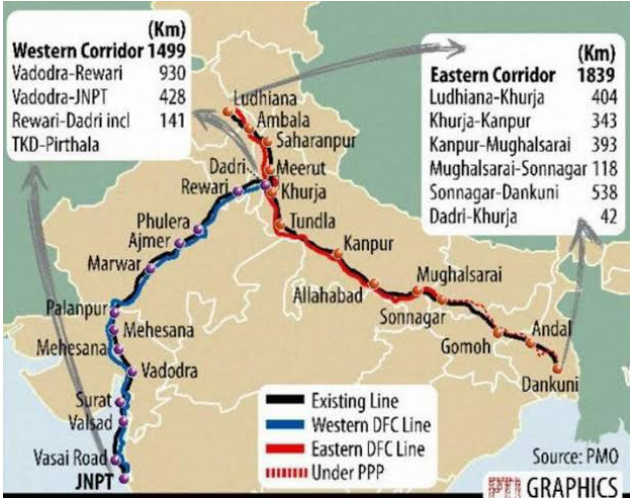 (Km)
Western Corridor 1499
Vadodra-Rewari 930
Vadodra-JNPT 428
Rewari-Dadri incl 141
TKD-Pirthala
(Km)
Eastern Corridor 1839
Ludhiana-Khurja 404
Khurja-Kanpur 343
Kanpur-Mughalsarai 393
Mughalsarai-Sonnagar 118
Sonnagar-Dankuni 538
Dadri-Khurja 42
Ludhiana
Ambala
Saharanpur
Dadri
Meerut
Rewari
Khurja
Phulera
Tundla
Ajmer
Kanpur
Marwar
Mughalsarai
Allahabad
Palanpur
Sonnagar
Mehesana
Andal
Mehesana
Gomoh
Vadodra
Dankuni
Surat
Valsad
Vasai Road
JNPT
Existing Line
Western DFC Line
Eastern DFC Line
Under PPP
Source: PMO
PTI GRAPHICS